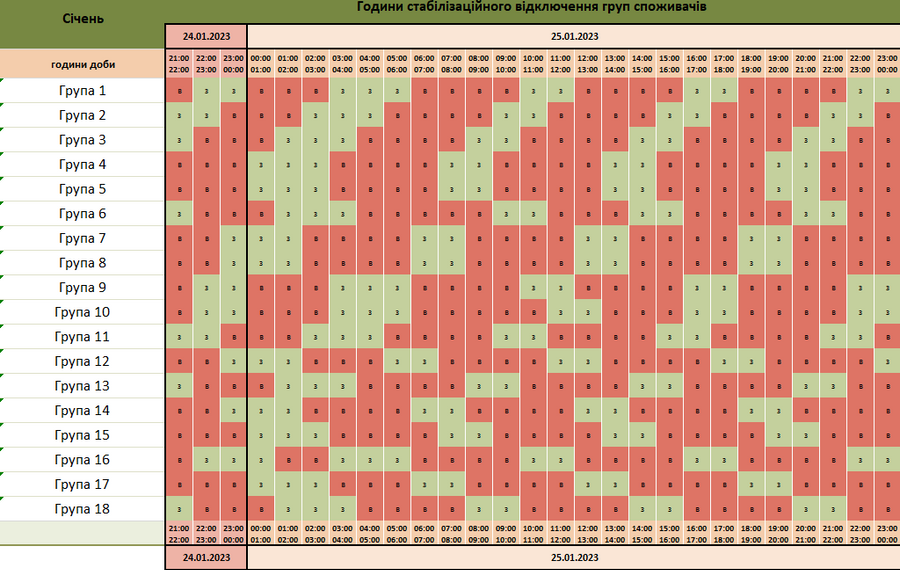 Січень
Години стабілізаційного відключення груп споживачів
24.01.2023 25.01.2023
години доби
21:00 22:00 23:00 00:00 01:00 02:00 03:00 04:00 05:00 06:00 07:00 08:00 09:00 10:00 11:00 12:00 13:00 14:00 15:00 16:00 17:00 18:00 19:00 20:00 21:00 22:00 23:00
22:00 23:00 00:00 01:00 02:00 03:00 04:00 05:00 06:00 07:00 08:00 09:00 10:00 11:00 12:00 13:00 14:00 15:00 16:00 17:00 18:00 19:00 20:00 21:00 22:00 23:00 00:00
Група 1 В З З В В В З З З В В В В З З В В В В З З В В В В З З
Група 2 З З В В В З З З В В В В З З В В В В З З В В В В З З В
Група 3 З В В В З З З В В В В З З В В В В З З В В В В З З В В
Група 4 В В В З З З В В В В З З В В В В З З В В В В З З В В В
Група 5 В В В З З З В В В В З З В В В В З З В В В В З З В В В
Група 6 З В В В З З З В В В В В З З В В В З З В В В В З З В В
Група 7 В В З З З В В В В З З В В В В З З В В В В З З В В В В
Група 8 В В З З З В В В В З З В В В В З З В В В В З З В В В В
Група 9 В З З В В В З З З В В В В З З В В В В З З В В В В З З
Група 10 В З З В В В З З З В В В В В З З В В В З З В В В В З З
Група 11 З З В В В З З З В В В В З З В В В В З З В В В В З З В
Група 12 В В З З З В В В З З В В В В З З В В В В З З В В В В З
Група 13 З В В В З З З В В В В З З В В В В З З В В В В З З В В
Група 14 В В З З З В В В В З З В В В В З З В В В В З З В В В В
Група 15 В В В З З З В В В В З З В В В В З З В В В В З З В В В
Група 16 В З З З В В З З З В В В В З З В В В В З З В В В В З З
Група 17 В В В З З З В В В З З В В В В З З В В В В З З В В В В
Група 18 З В В В З З З В В В В З З В В В В З З В В В В З З В В
21:00 22:00 23:00 00:00 01:00 02:00 03:00 04:00 05:00 06:00 07:00 08:00 09:00 10:00 11:00 12:00 13:00 14:00 15:00 16:00 17:00 18:00 19:00 20:00 21:00 22:00 23:00
22:00 23:00 00:00 01:00 02:00 03:00 04:00 05:00 06:00 07:00 08:00 09:00 10:00 11:00 12:00 13:00 14:00 15:00 16:00 17:00 18:00 19:00 20:00 21:00 22:00 23:00 00:00
24.01.2023 25.01.2023